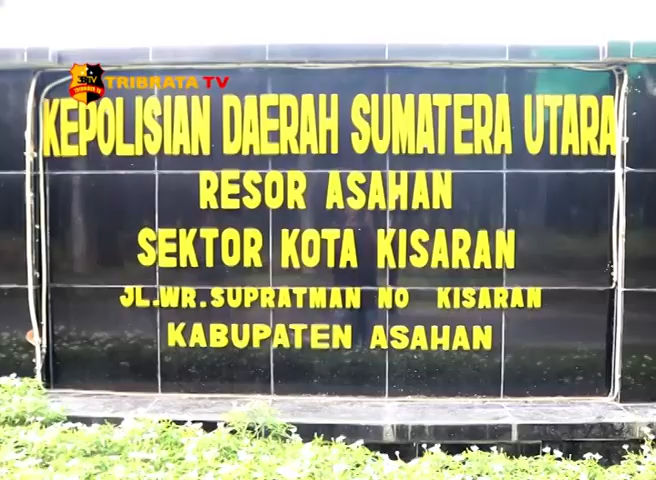 TRIBRATA TV
KEPOLISIAN DAERAH SUMATERA UTARA
RESOR ASAHAN
SEKTOR KOTA KISARAN
JL.WR.SUPRATMAN NO KISARAN
KABUPATEN ASAHAN